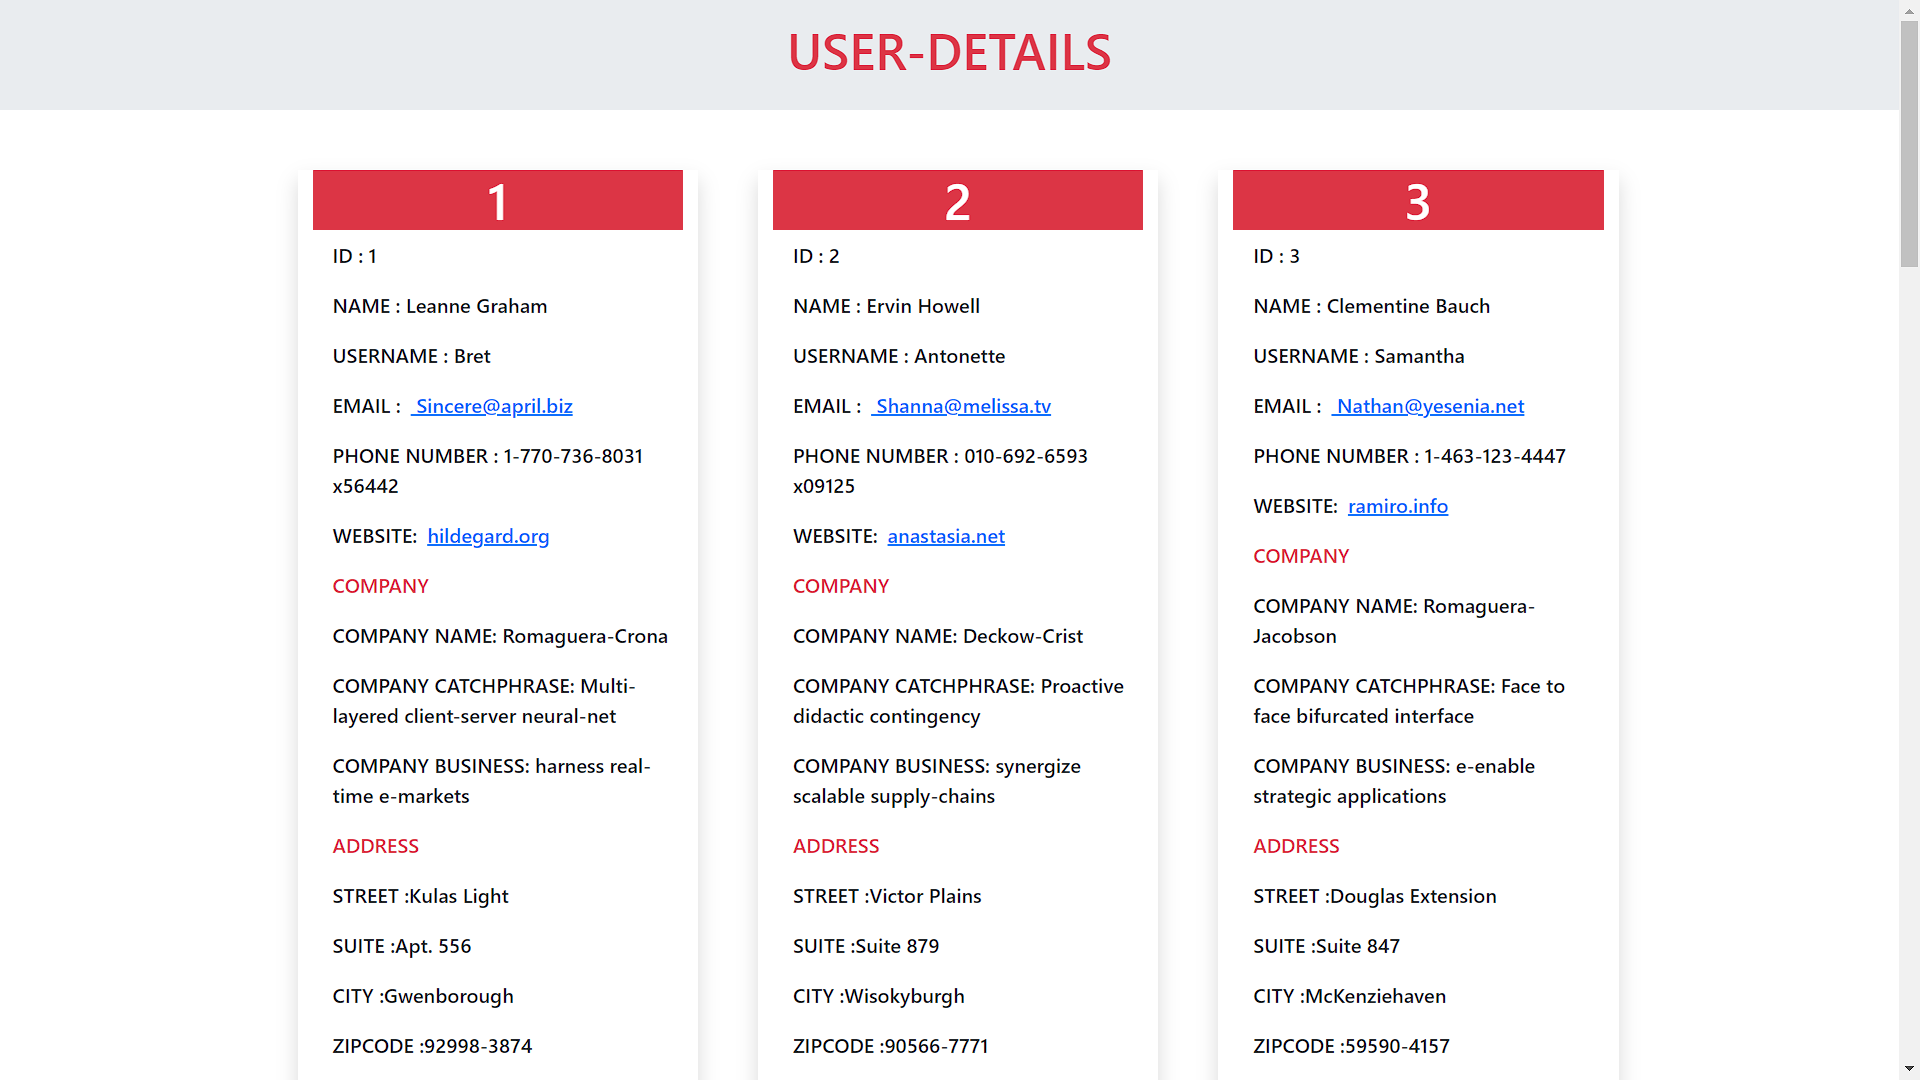 USER-DETAILS
1
ID : 1
NAME : Leanne Graham
USERNAME : Bret
EMAIL : Sincere@april.biz
PHONE NUMBER : 1-770-736-8031
x56442
WEBSITE: hildegard.org
COMPANY
COMPANY NAME: Romaguera-Crona
COMPANY CATCHPHRASE: Multi-
layered client-server neural-net
COMPANY BUSINESS: harness real-
time e-markets
ADDRESS
STREET :Kulas Light
SUITE :Apt. 556
CITY :Gwenborough
ZIPCODE :92998-3874
2
ID : 2
NAME : Ervin Howell
USERNAME : Antonette
EMAIL : Shanna@melissa.tv
PHONE NUMBER : 010-692-6593
x09125
WEBSITE: anastasia.net
COMPANY
COMPANY NAME: Deckow-Crist
COMPANY CATCHPHRASE: Proactive
didactic contingency
COMPANY BUSINESS: synergize
scalable supply-chains
ADDRESS
STREET :Victor Plains
SUITE :Suite 879
CITY :Wisokyburgh
ZIPCODE :90566-7771
3
ID : 3
NAME : Clementine Bauch
USERNAME : Samantha
EMAIL : Nathan@yesenia.net
PHONE NUMBER : 1-463-123-4447
WEBSITE: ramiro.info
COMPANY
COMPANY NAME: Romaguera-
Jacobson
COMPANY CATCHPHRASE: Face to
face bifurcated interface
COMPANY BUSINESS: e-enable
strategic applications
ADDRESS
STREET :Douglas Extension
SUITE :Suite 847
CITY :McKenziehaven
ZIPCODE :59590-4157